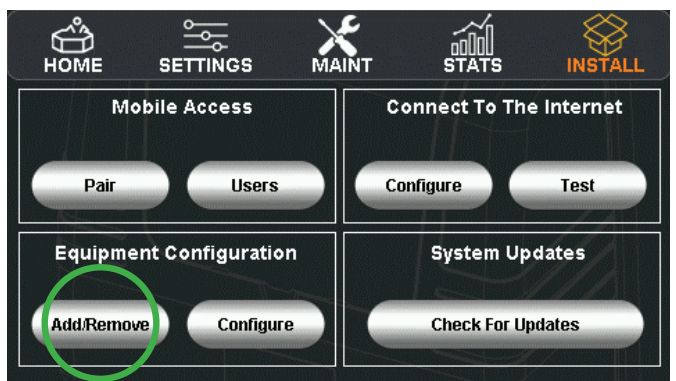 HOME SETTINGS MAINT STATS INSTALL
Mobile Access
Pair Users
Connect To The Internet
Configure Test
Equipment Configuration
Add/Remove Configure
System Updates
Check For Updates